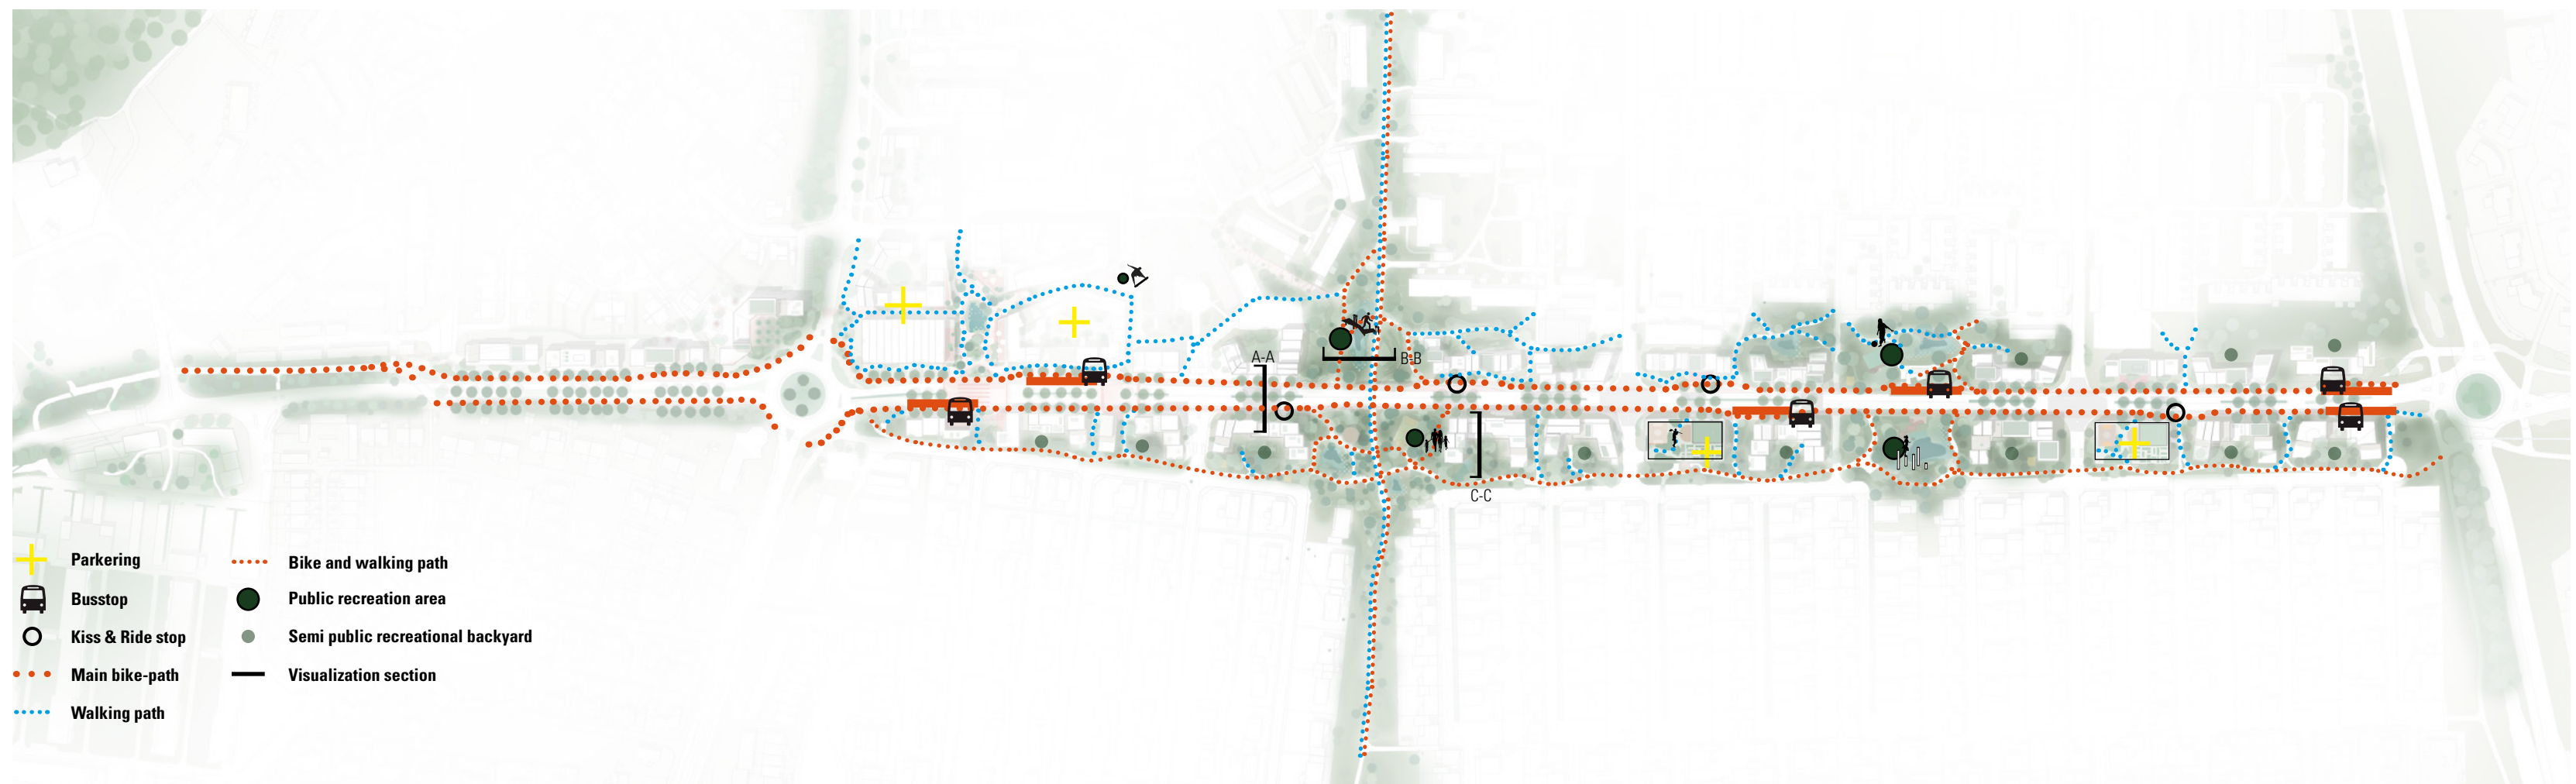 A-A
B-B
C-C
Parkering
Busstop
Kiss & Ride stop
Main bike-path
Walking path
Bike and walking path
Public recreation area
Semi public recreational backyard
Visualization section